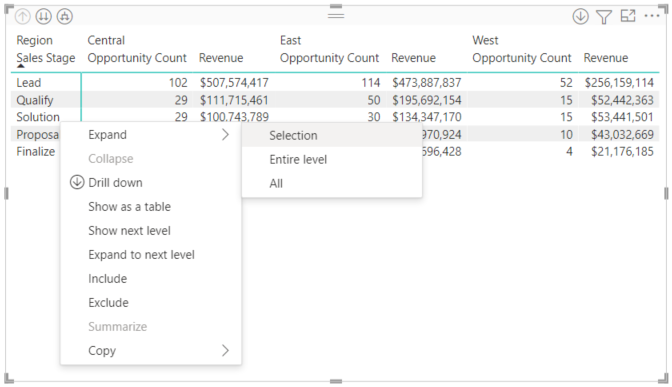 Region Central East West
Sales Stage Opportunity Count Revenue Opportunity Count Revenue Opportunity Count Revenue
Lead 102 $507,574,417 114 $473,887,837 52 $256,159,114
Qualify 29 $111,715,461 50 $195,692,154 15 $52,442,363
Solution 29 $100,743,789 30 $134,347,170 15 $53,441,501
Proposa 970,924 10 $43,032,669
Finalize 596,428 4 $21,176,185
Expand
Collapse
Drill down
Show as a table
Show next level
Expand to next level
Include
Exclude
Summarize
Copy
Selection
Entire level
All